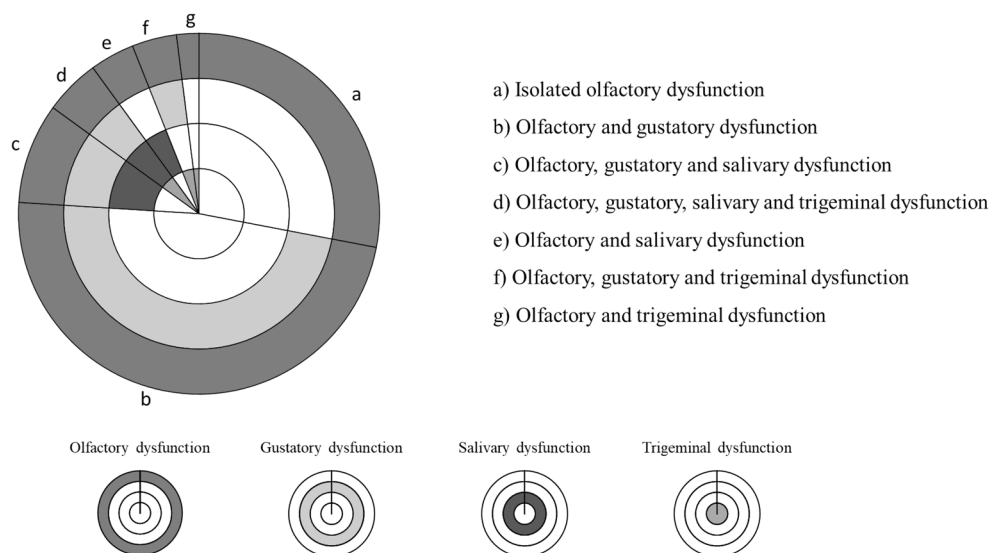 g
f
e
d
a
c
b
a) Isolated olfactory dysfunction
b) Olfactory and gustatory dysfunction
c) Olfactory, gustatory and salivary dysfunction
d) Olfactory, gustatory, salivary and trigeminal dysfunction
e) Olfactory and salivary dysfunction
f) Olfactory, gustatory and trigeminal dysfunction
g) Olfactory and trigeminal dysfunction
Olfactory dysfunction
Gustatory dysfunction
Salivary dysfunction
Trigeminal dysfunction